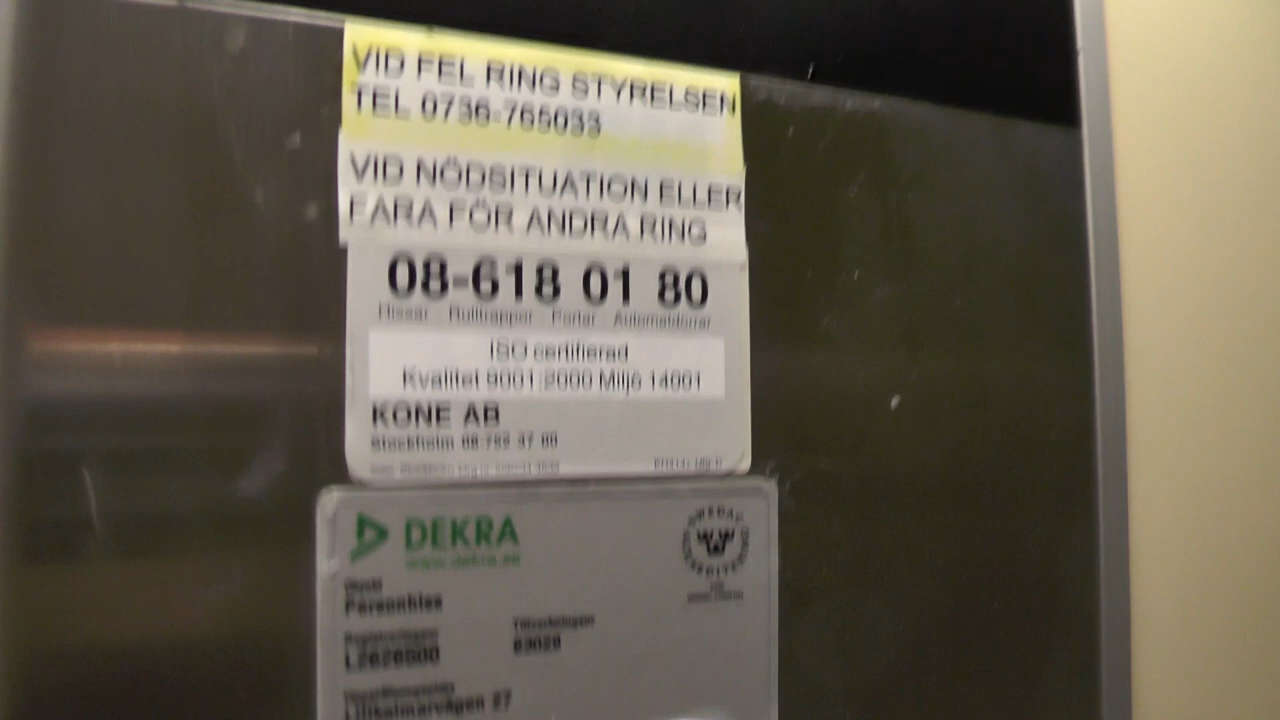 VID FEL RING STYRELSEN
TEL 0736-765033
VID NÖDSITUATION ELLER
FARA FÖR ANDRA RING
08-618 01 80
Hissar Rulltrappor Portar Automatdörrar
ISO certifierad
Kvalitet 9001:2000 Miljö 14001
KONE AB
Stockholm 08-752 37 00
DEKRA
www.dekra.se
Personhiss